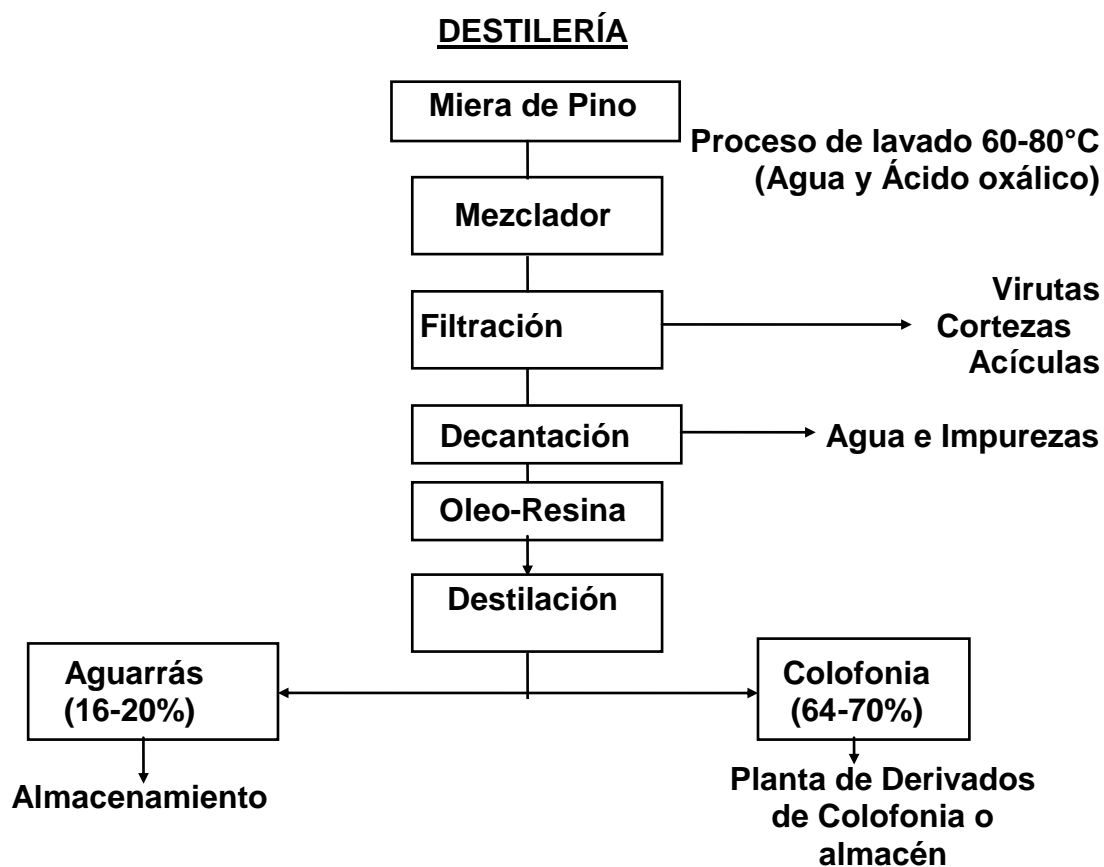 DESTILERÍA
Miera de Pino
Proceso de lavado 60-80°C
(Agua y Ácido oxálico)
Mezclador
Filtración
Virutas
Cortezas
Acículas
Decantación
Agua e Impurezas
Oleo-Resina
Destilación
Aguarrás
(16-20%)
Colofonia
(64-70%)
Almacenamiento
Planta de Derivados
de Colofonia o
almacén